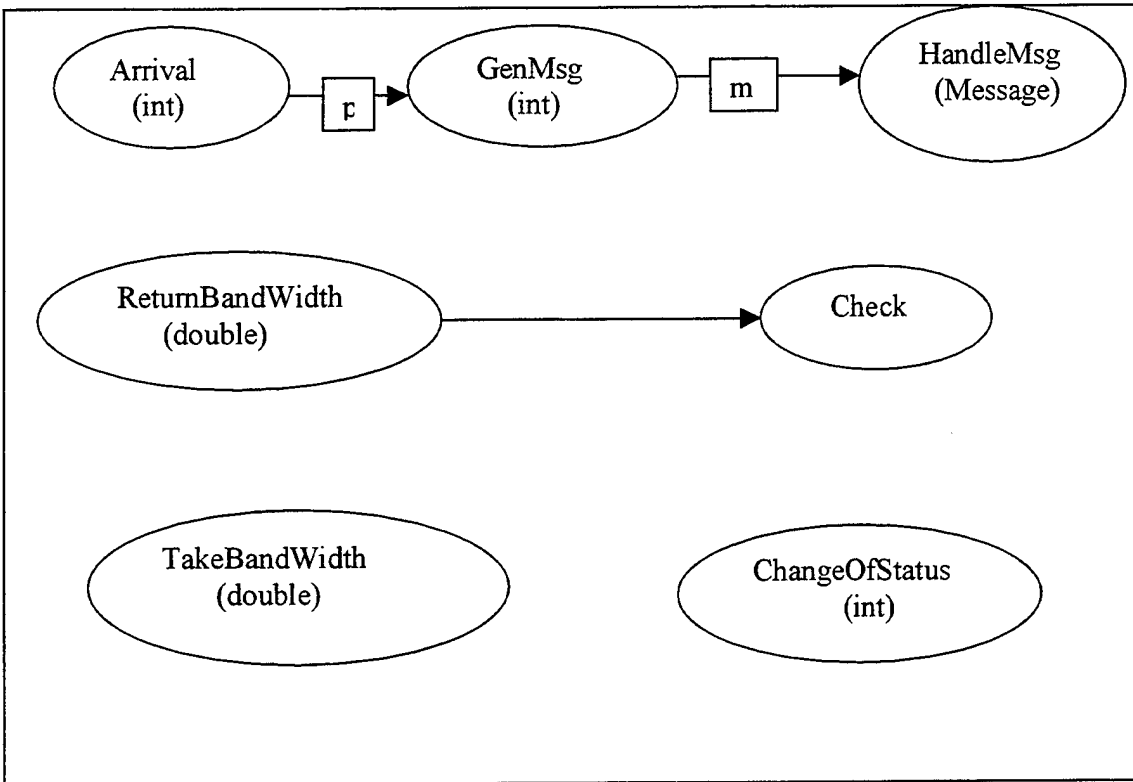 Arrival
(int)
p
GenMsg
(int)
m
HandleMsg
(Message)
ReturnBandWidth
(double)
Check
TakeBandWidth
(double)
ChangeOfStatus
(int)